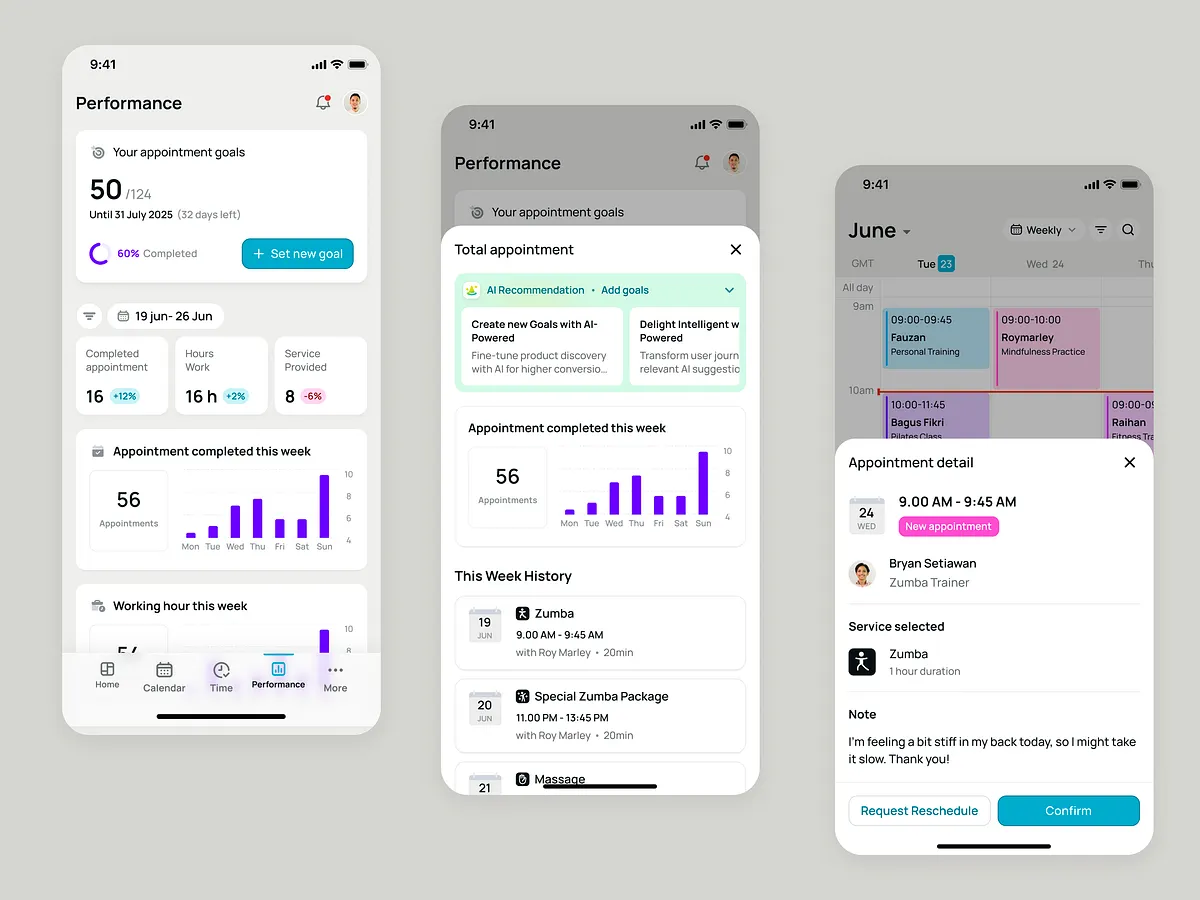 9:41
Performance
Your appointment goals
50 /124
Until 31 July 2025 (32 days left)
60% Completed
+ Set new goal
19 jun- 26 Jun
Completed appointment
16 +12%
Hours Work
16 h +2%
Service Provided
8 -6%
Appointment completed this week
56
Appointments
10
8
6
4
Mon Tue Wed Thu Fri Sat Sun
Working hour this week
10
8
Home
Calendar
Time
Performance
More
9:41
Performance
Your appointment goals
Total appointment
AI Recommendation • Add goals
Create new Goals with AI-
Powered
Fine-tune product discovery
with AI for higher conversio...
Delight Intelligent w
Powered
Transform user journ
relevant AI suggestio
Appointment completed this week
56
Appointments
10
8
6
4
Mon Tue Wed Thu Fri Sat Sun
This Week History
19
JUN
Zumba
9.00 AM - 9:45 AM
with Roy Marley • 20min
20
JUN
Special Zumba Package
11.00 PM - 13:45 PM
with Roy Marley • 20min
21
Massage
9:41
June
Weekly
GMT
Tue 23
Wed 24
Thu
All day
9am
09:00-09:45
Fauzan
Personal Training
09:00-10:00
Roymarley
Mindfulness Practice
10am
10:00-11:45
Bagus Fikri
Pilates Class
09:00-09
Raihan
Fitness Tra
Appointment detail
24
WED
9.00 AM - 9:45 AM
New appointment
Bryan Setiawan
Zumba Trainer
Service selected
Zumba
1 hour duration
Note
I'm feeling a bit stiff in my back today, so I might take
it slow. Thank you!
Request Reschedule
Confirm